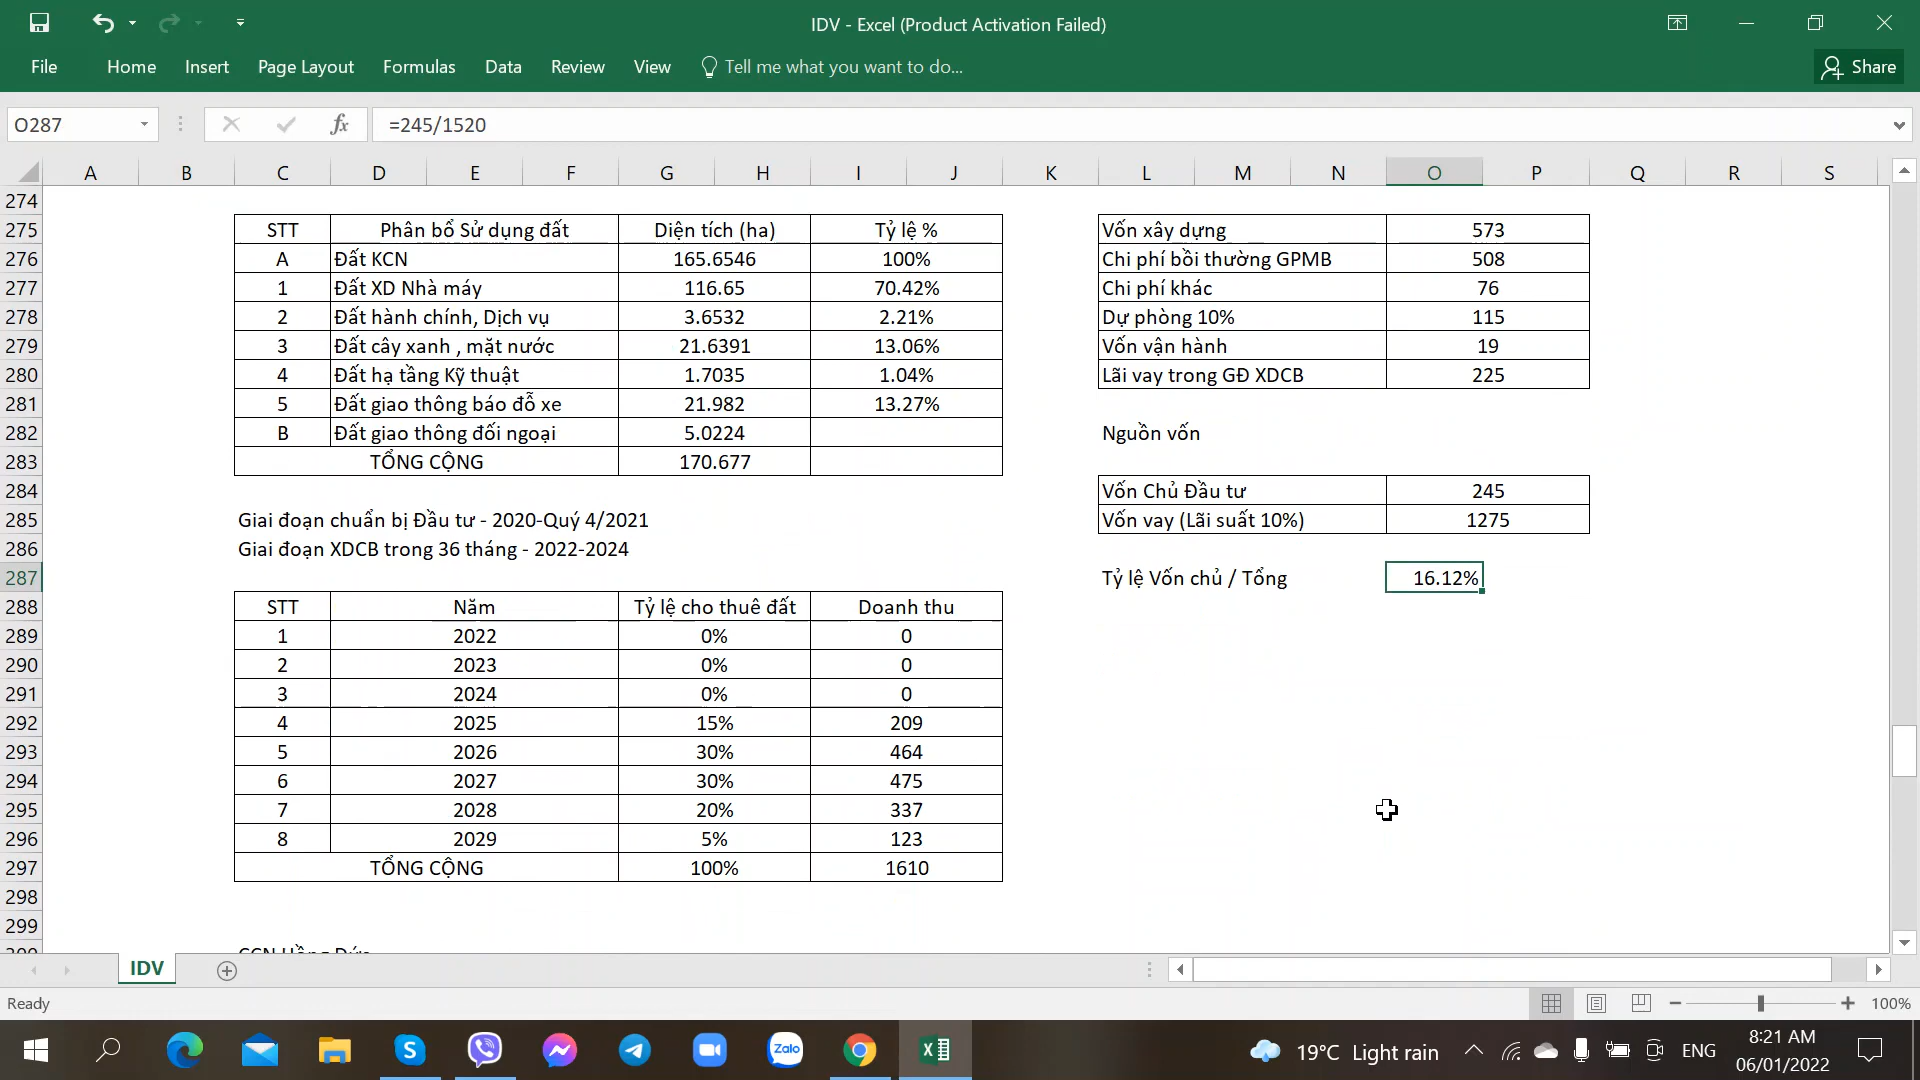 IDV - Excel (Product Activation Failed)
File Home Insert Page Layout Formulas Data Review View Tell me what you want to do... Share
O287 fx =245/1520
A B C D E F G H I J K L M N O P Q R S
274
275 STT Phân bổ Sử dụng đất Diện tích (ha) Tỷ lệ % Vốn xây dựng 573
276 A Đất KCN 165.6546 100% Chi phí bồi thường GPMB 508
277 1 Đất XD Nhà máy 116.65 70.42% Chi phí khác 76
278 2 Đất hành chính, Dịch vụ 3.6532 2.21% Dự phòng 10% 115
279 3 Đất cây xanh , mặt nước 21.6391 13.06% Vốn vận hành 19
280 4 Đất hạ tầng Kỹ thuật 1.7035 1.04% Lãi vay trong GĐ XDCB 225
281 5 Đất giao thông báo đỗ xe 21.982 13.27%
282 B Đất giao thông đối ngoại 5.0224 Nguồn vốn
283 TỔNG CỘNG 170.677
284 Vốn Chủ Đầu tư 245
285 Giai đoạn chuẩn bị Đầu tư - 2020-Quý 4/2021 Vốn vay (Lãi suất 10%) 1275
286 Giai đoạn XDCB trong 36 tháng - 2022-2024
287 Tỷ lệ Vốn chủ / Tổng 16.12%
288 STT Năm Tỷ lệ cho thuê đất Doanh thu
289 1 2022 0% 0
290 2 2023 0% 0
291 3 2024 0% 0
292 4 2025 15% 209
293 5 2026 30% 464
294 6 2027 30% 475
295 7 2028 20% 337
296 8 2029 5% 123
297 TỔNG CỘNG 100% 1610
298
299
300 CCN Hồng Đức
IDV
Ready 100%
Zalo 19°C Light rain ENG 8:21 AM
06/01/2022